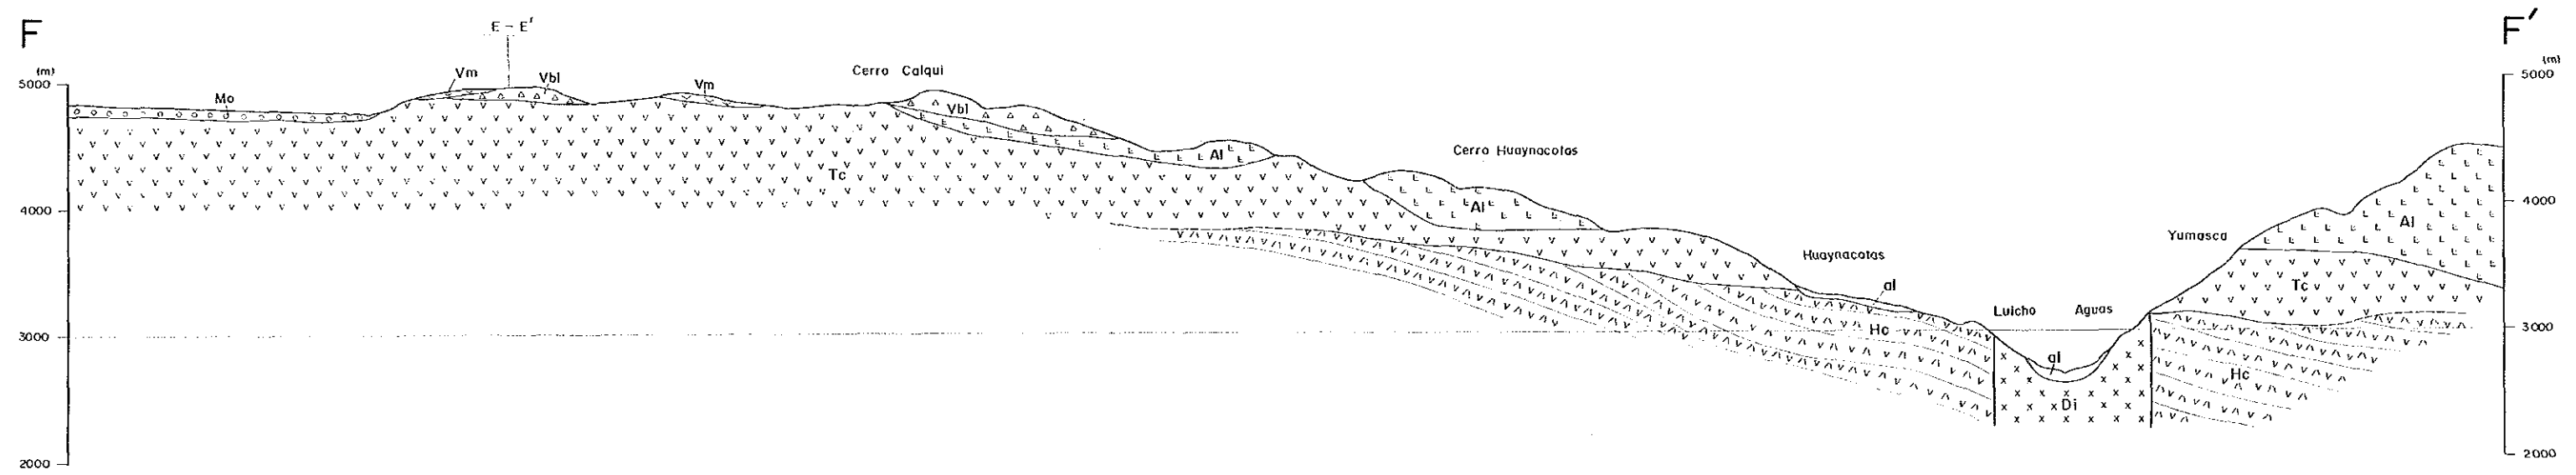 F
E - E'
F'
(m)
5000
Mo
Vm
Vbl
Vm
Cerro Calqui
Vbl
(m)
5000
Tc
Al
Cerro Huaynacotas
Al
4000
4000
Huaynacotas
al
Yumasca
Al
Tc
Luicho Aguas
Hc
3000
3000
al
Di
Hc
2000
2000